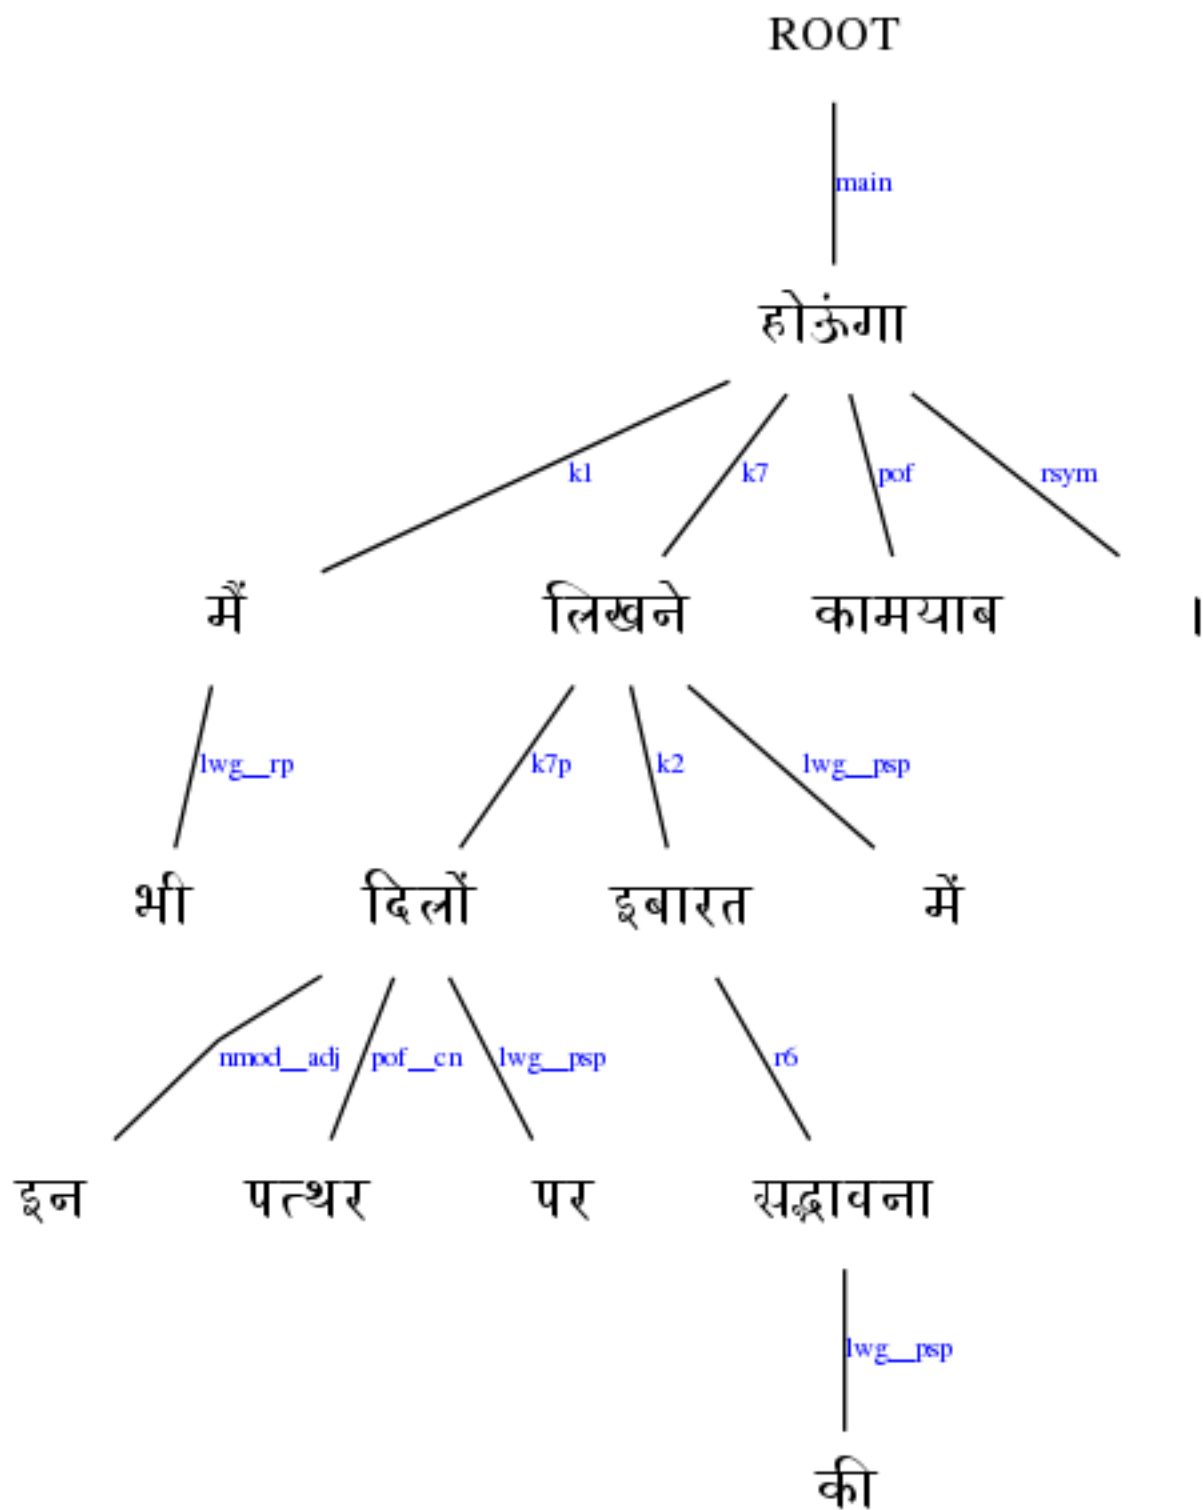 ROOT
main
होऊंगा
k1 k7 pof rsym
मैं लिखने कामयाब ।
lwg__rp k7p k2 lwg__psp
भी दिलों इबारत में
nmod__adj pof__cn lwg__psp r6
इन पत्थर पर सद्भावना
lwg__psp
की